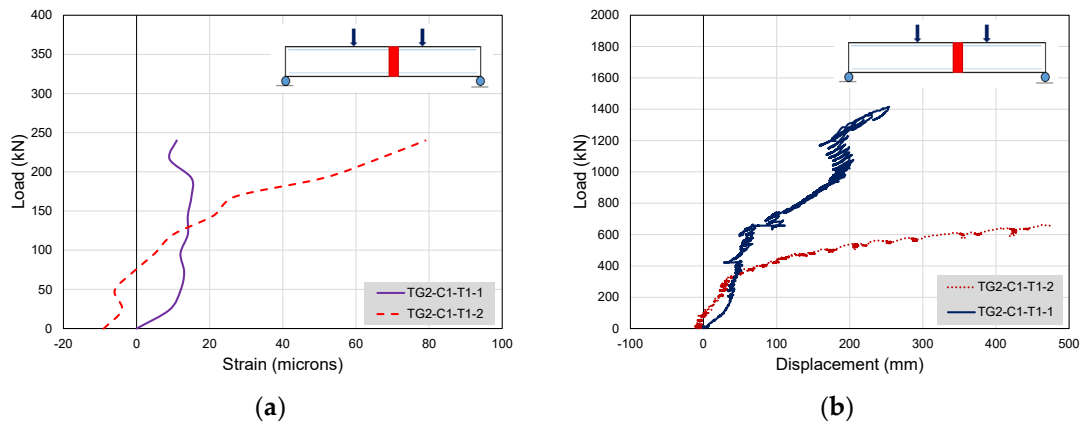 400
350
300
250
200
150
100
50
0
Load (kN)
-20 0 20 40 60 80 100
Strain (microns)
TG2-C1-T1-1
TG2-C1-T1-2
(a)
2000
1800
1600
1400
1200
1000
800
600
400
200
0
Load (kN)
-100 0 100 200 300 400 500
Displacement (mm)
TG2-C1-T1-2
TG2-C1-T1-1
(b)